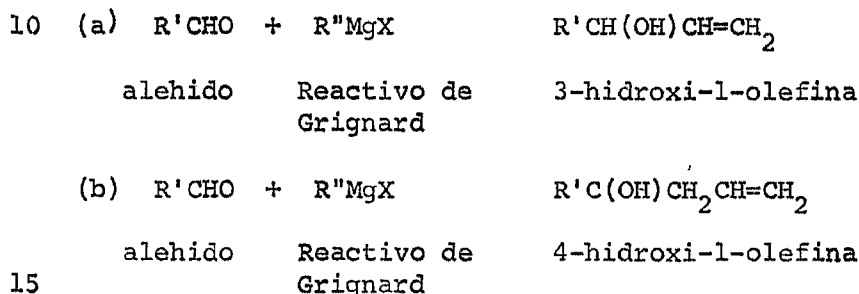 10 (a) R'CHO + R"MgX R'CH(OH)CH=CH2
alehido Reactivo de 3-hidroxi-1-olefina
Grignard
(b) R'CHO + R"MgX R'C(OH)CH2CH=CH2
alehido Reactivo de 4-hidroxi-1-olefina
15 Grignard